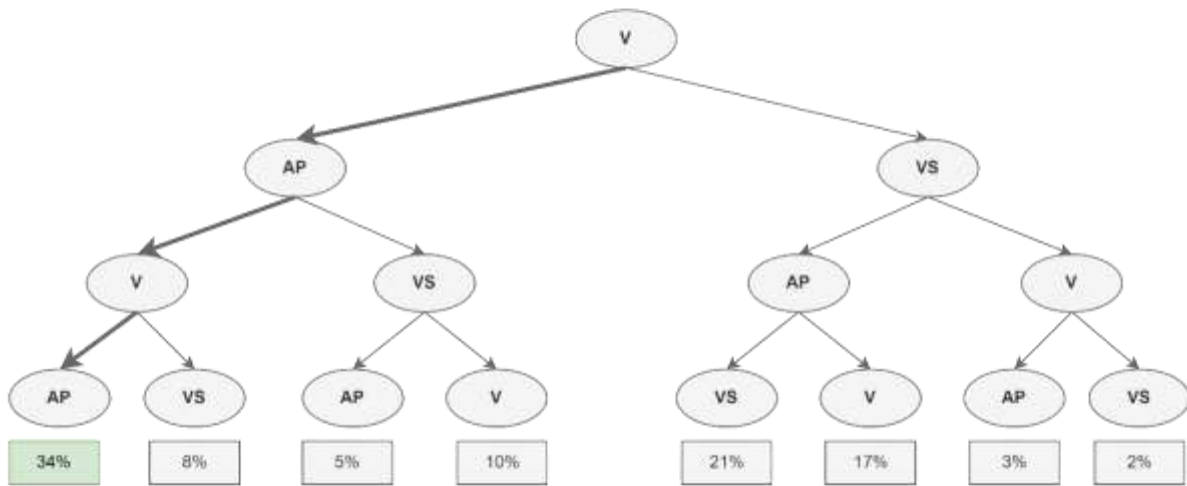 V
AP VS
V VS AP V
AP VS AP V VS V AP VS
34% 8% 5% 10% 21% 17% 3% 2%